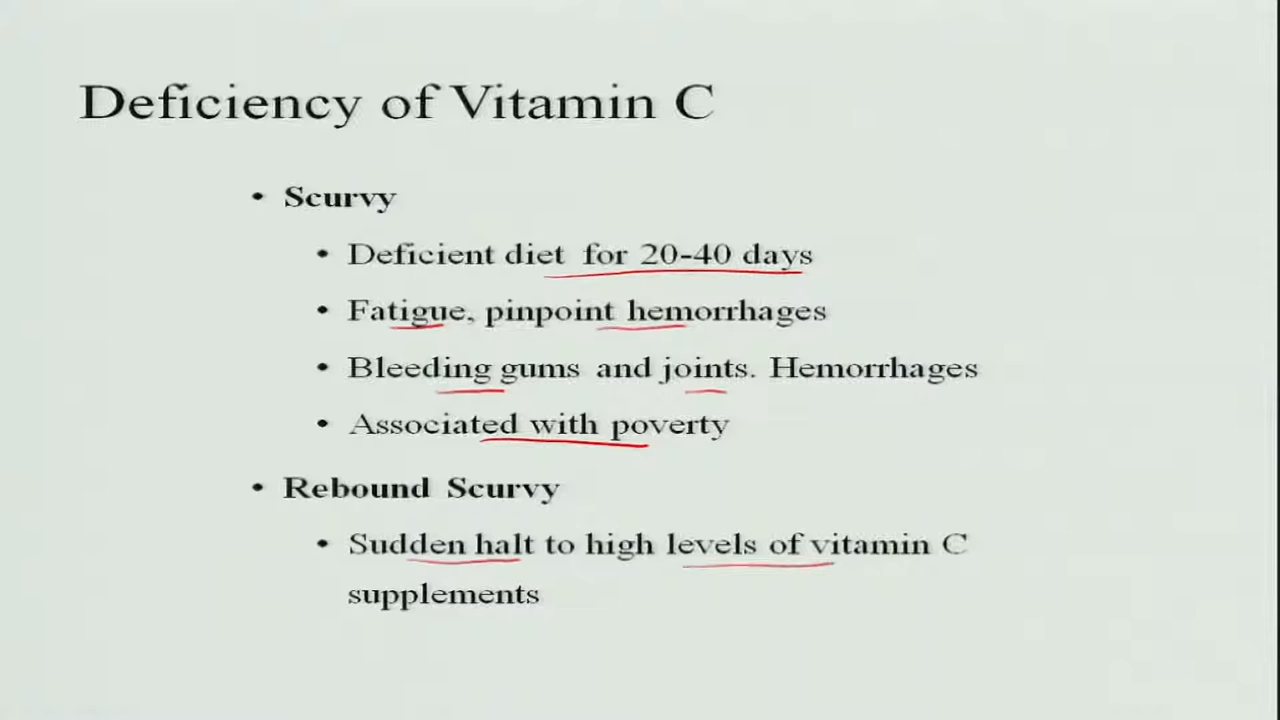 Deficiency of Vitamin C
• Scurvy
• Deficient diet for 20-40 days
• Fatigue, pinpoint hemorrhages
• Bleeding gums and joints. Hemorrhages
• Associated with poverty
• Rebound Scurvy
• Sudden halt to high levels of vitamin C
supplements